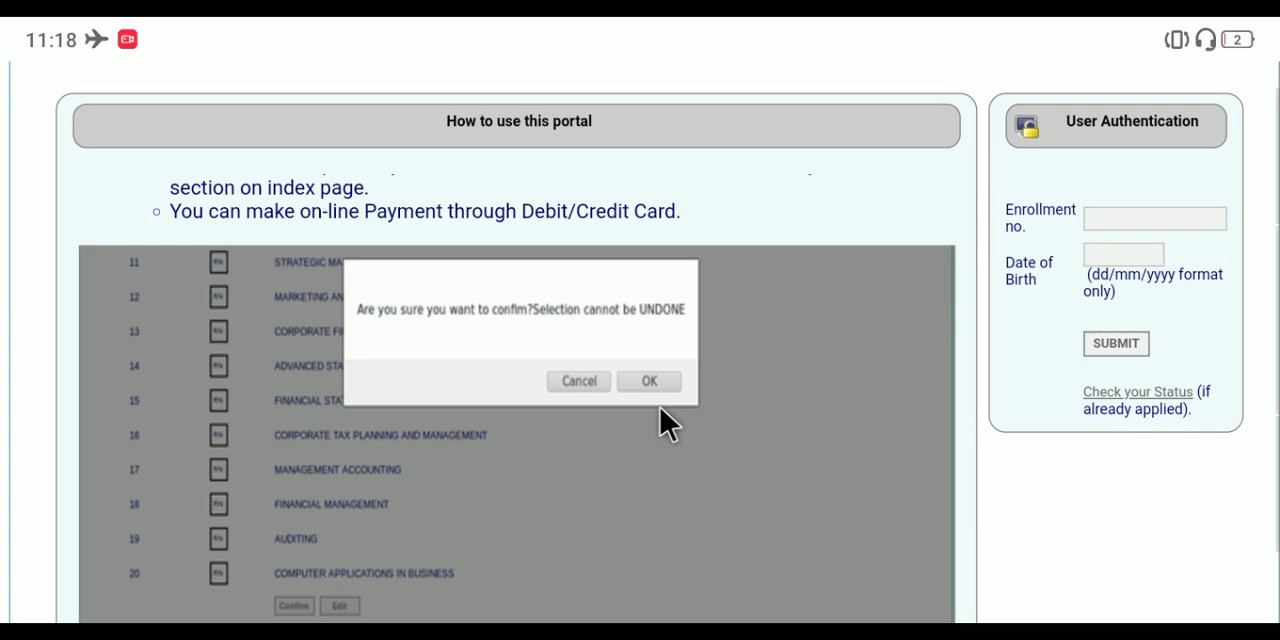 11:18
2
How to use this portal
section on index page.
You can make on-line Payment through Debit/Credit Card.
11 STRATEGIC MA
12 MARKETING AN
13 CORPORATE FI
14 ADVANCED STA
15 FINANCIAL STA
16 CORPORATE TAX PLANNING AND MANAGEMENT
17 MANAGEMENT ACCOUNTING
18 FINANCIAL MANAGEMENT
19 AUDITING
20 COMPUTER APPLICATIONS IN BUSINESS
Confirm Edit
Are you sure you want to confim?Selection cannot be UNDONE
Cancel OK
User Authentication
Enrollment
no.
Date of
Birth
(dd/mm/yyyy format
only)
SUBMIT
Check your Status (if
already applied).